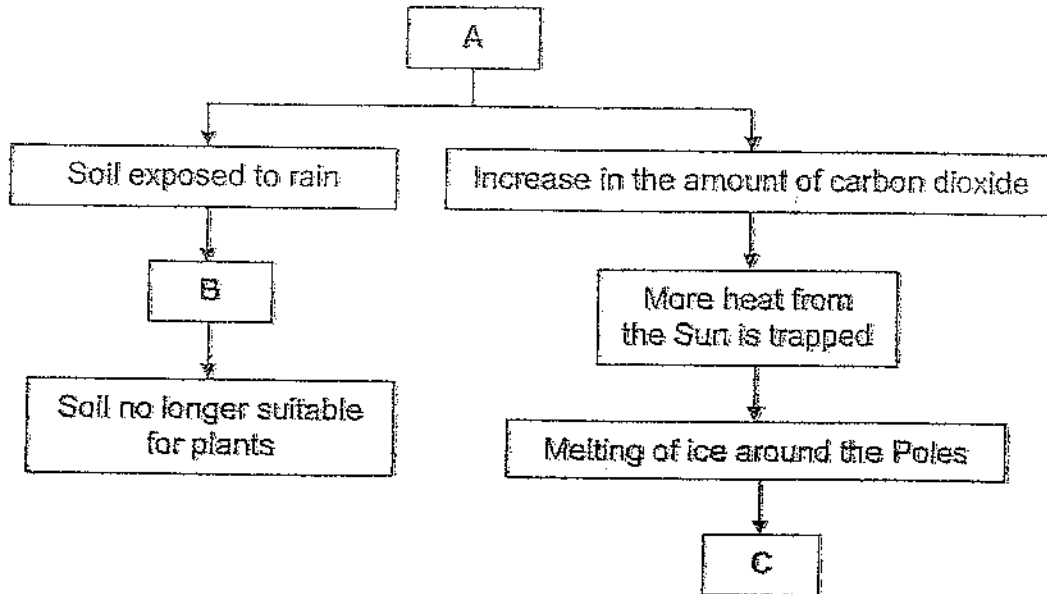 A
Soil exposed to rain
Increase in the amount of carbon dioxide
B
More heat from
the Sun is trapped
Soil no longer suitable
for plants
Melting of ice around the Poles
C